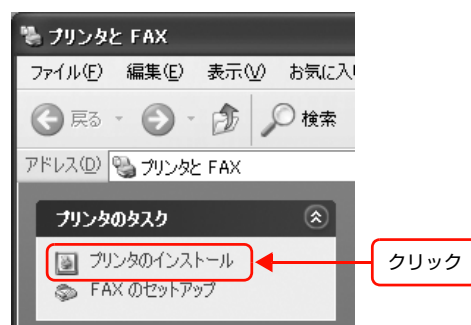 プリンタと FAX
ファイル(F) 編集(E) 表示(V) お気に入
戻る 検索
アドレス(D) プリンタと FAX
プリンタのタスク
プリンタのインストール
クリック
FAX のセットアップ